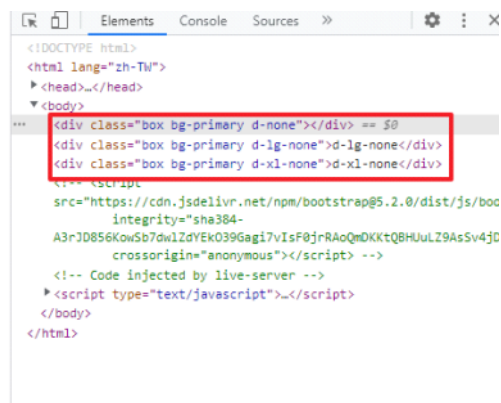 Elements Console Sources »
<!DOCTYPE html>
<html lang="zh-TW">
<head>…</head>
<body>
<div class="box bg-primary d-none"></div> == $0
<div class="box bg-primary d-lg-none">d-lg-none</div>
<div class="box bg-primary d-xl-none">d-xl-none</div>
<!-- <script
src="https://cdn.jsdelivr.net/npm/bootstrap@5.2.0/dist/js/boo
integrity="sha384-
A3rJD856KowSb7dwlZdYEkO39Gagi7vIsF0jrRAoQmDKKtQBHUuLZ9AsSv4jD
crossorigin="anonymous"></script> -->
<!-- Code injected by live-server -->
<script type="text/javascript">…</script>
</body>
</html>